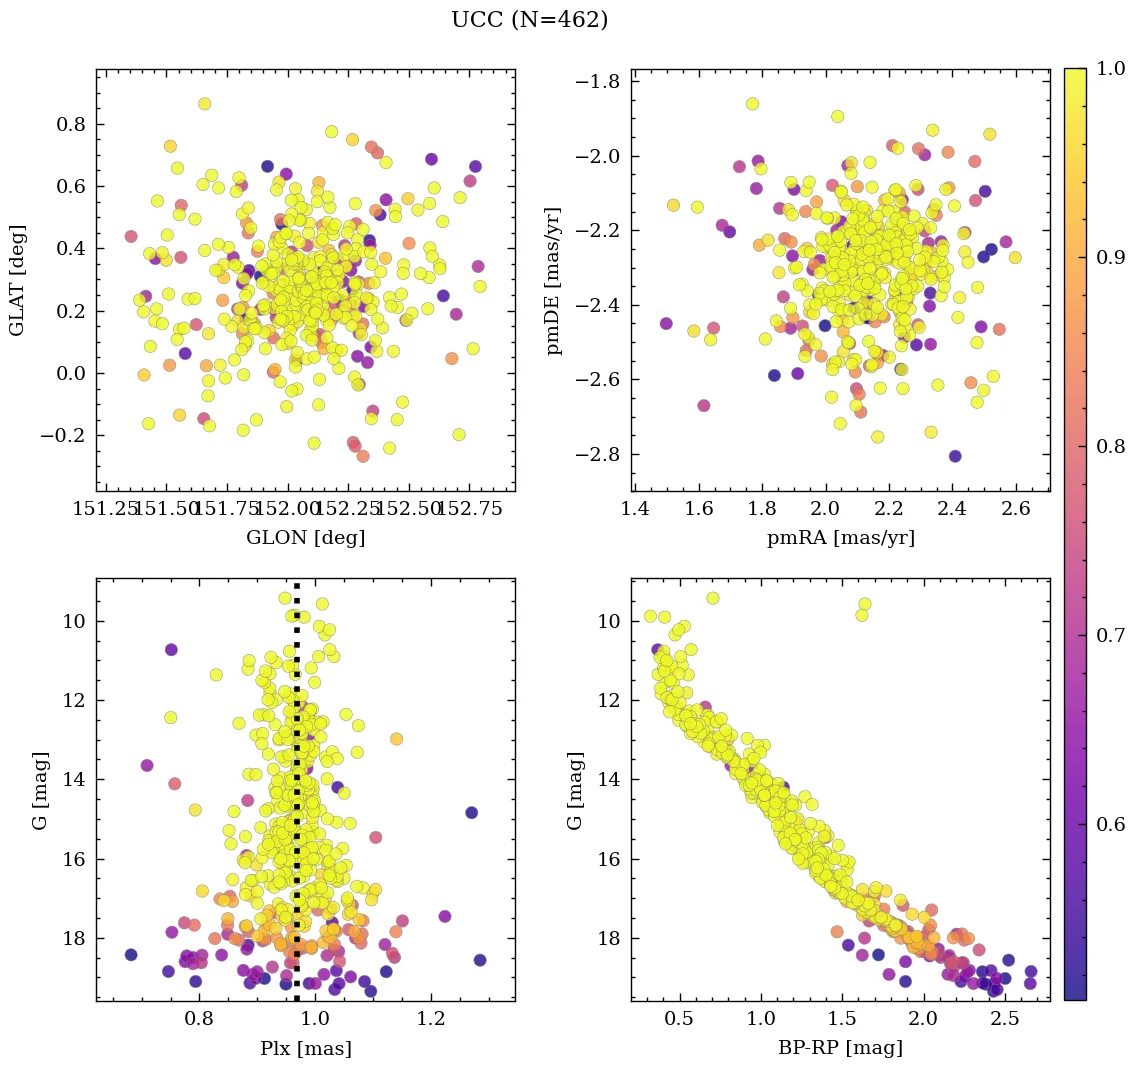 UCC (N=462)
GLAT [deg]
0.8
0.6
0.4
0.2
0.0
−0.2
151.25 151.50 151.75 152.00 152.25 152.50 152.75
GLON [deg]
pmDE [mas/yr]
−1.8
−2.0
−2.2
−2.4
−2.6
−2.8
1.4 1.6 1.8 2.0 2.2 2.4 2.6
pmRA [mas/yr]
G [mag]
10
12
14
16
18
0.8 1.0 1.2
Plx [mas]
G [mag]
10
12
14
16
18
0.5 1.0 1.5 2.0 2.5
BP-RP [mag]
1.0
0.9
0.8
0.7
0.6